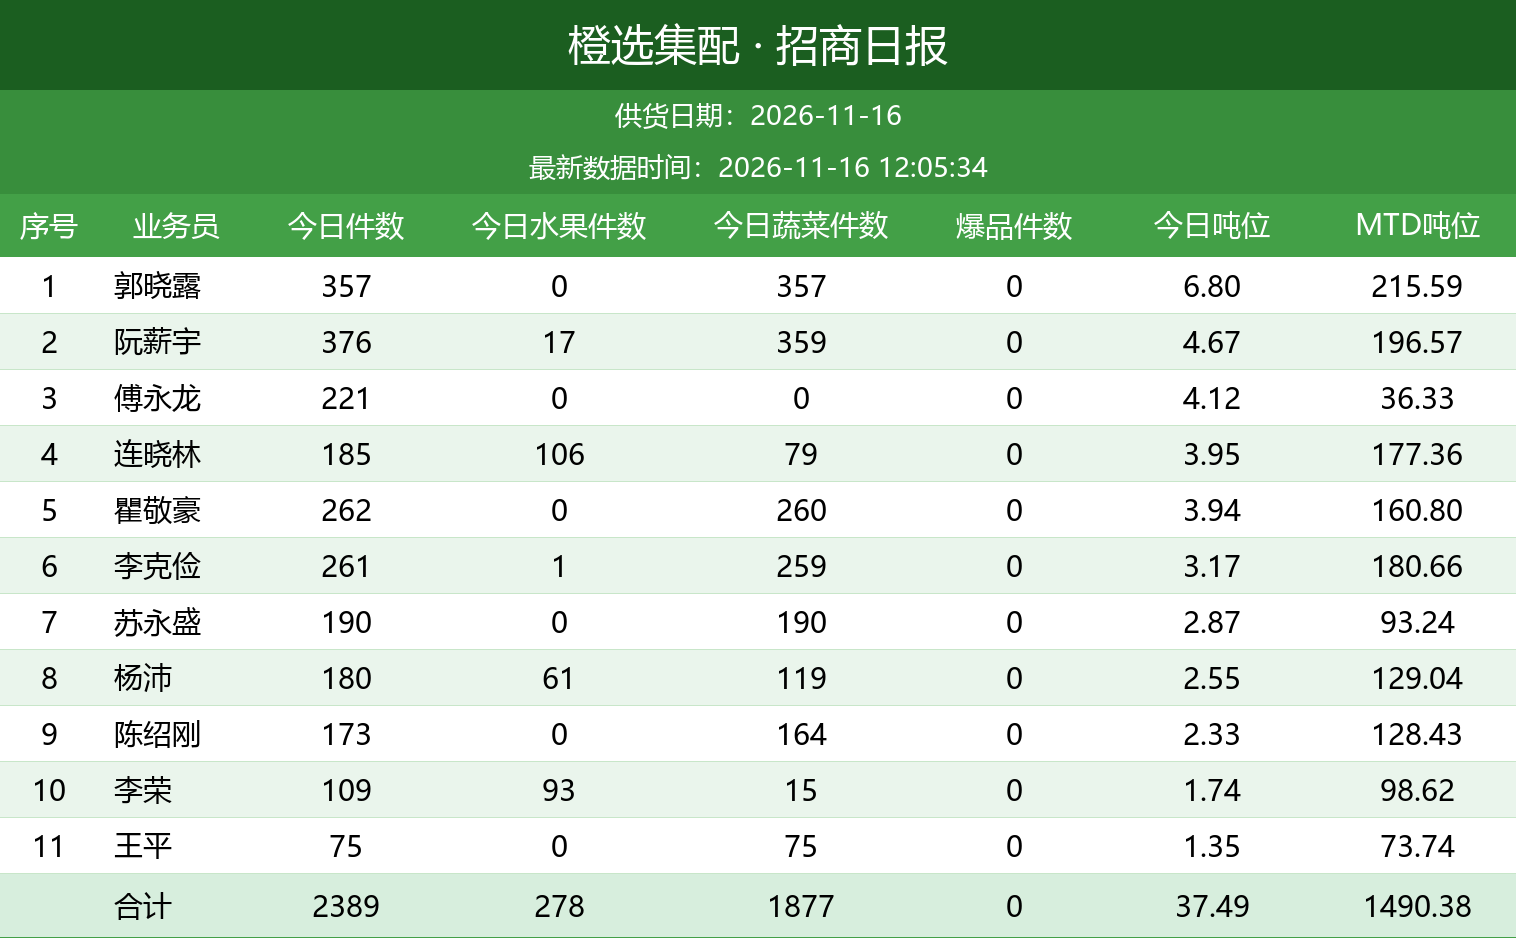 橙选集配 · 招商日报
供货日期：2026-11-16
最新数据时间：2026-11-16 12:05:34
序号 业务员 今日件数 今日水果件数 今日蔬菜件数 爆品件数 今日吨位 MTD吨位
1 郭晓露 357 0 357 0 6.80 215.59
2 阮薪宇 376 17 359 0 4.67 196.57
3 傅永龙 221 0 0 0 4.12 36.33
4 连晓林 185 106 79 0 3.95 177.36
5 瞿敬豪 262 0 260 0 3.94 160.80
6 李克俭 261 1 259 0 3.17 180.66
7 苏永盛 190 0 190 0 2.87 93.24
8 杨沛 180 61 119 0 2.55 129.04
9 陈绍刚 173 0 164 0 2.33 128.43
10 李荣 109 93 15 0 1.74 98.62
11 王平 75 0 75 0 1.35 73.74
合计 2389 278 1877 0 37.49 1490.38